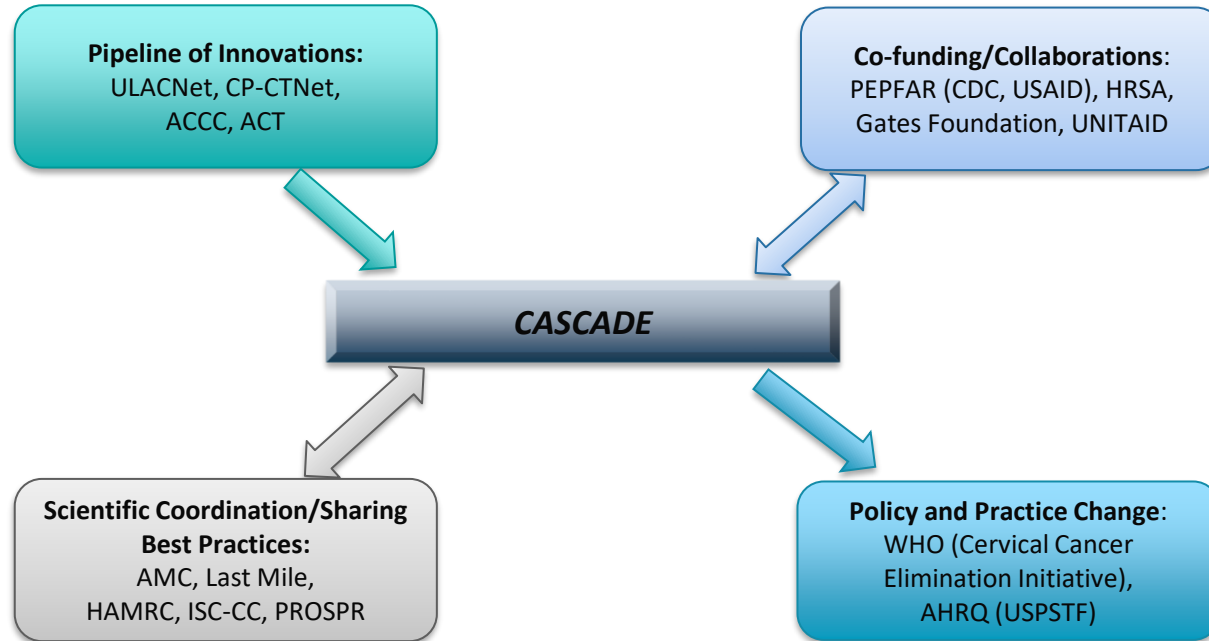 Pipeline of Innovations:
ULACNet, CP-CTNet,
ACCC, ACT
Co-funding/Collaborations:
PEPFAR (CDC, USAID), HRSA,
Gates Foundation, UNITAID
CASCADE
Scientific Coordination/Sharing
Best Practices:
AMC, Last Mile,
HAMRC, ISC-CC, PROSPR
Policy and Practice Change:
WHO (Cervical Cancer
Elimination Initiative),
AHRQ (USPSTF)